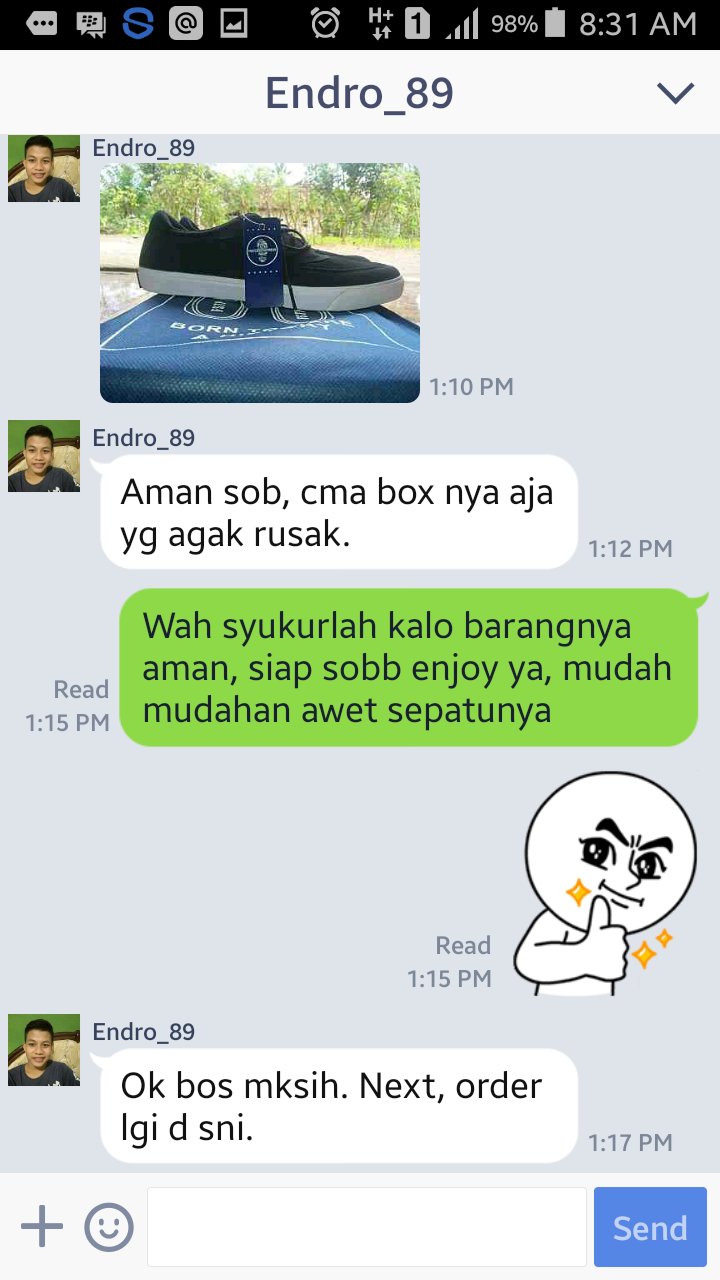 98% 8:31 AM
Endro_89
Endro_89
BORN
1:10 PM
Endro_89
Aman sob, cma box nya aja
yg agak rusak.
1:12 PM
Wah syukurlah kalo barangnya
aman, siap sobb enjoy ya, mudah
mudahan awet sepatunya
Read
1:15 PM
Read
1:15 PM
Endro_89
Ok bos mksih. Next, order
lgi d sni.
1:17 PM
Send